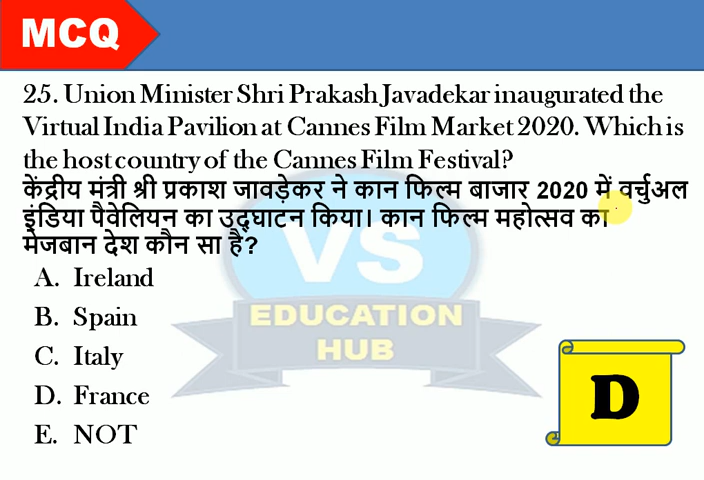 MCQ
25. Union Minister Shri Prakash Javadekar inaugurated the
Virtual India Pavilion at Cannes Film Market 2020. Which is
the host country of the Cannes Film Festival?
केंद्रीय मंत्री श्री प्रकाश जावड़ेकर ने कान फिल्म बाजार 2020 में वर्चुअल
इंडिया पैवेलियन का उद्घाटन किया। कान फिल्म महोत्सव का
मेजबान देश कौन सा है?
A. Ireland
B. Spain
C. Italy
D. France
E. NOT
VS
EDUCATION
HUB
D